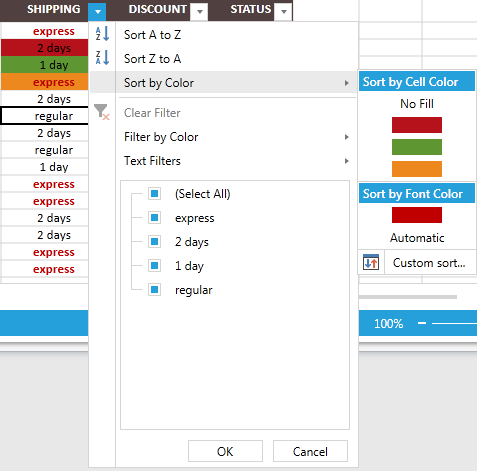 SHIPPING DISCOUNT STATUS
express
2 days
1 day
express
2 days
regular
2 days
regular
1 day
express
express
2 days
2 days
express
express
Sort A to Z
Sort Z to A
Sort by Color
Clear Filter
Filter by Color
Text Filters
(Select All)
express
2 days
1 day
regular
OK Cancel
Sort by Cell Color
No Fill
Sort by Font Color
Automatic
Custom sort...
100%